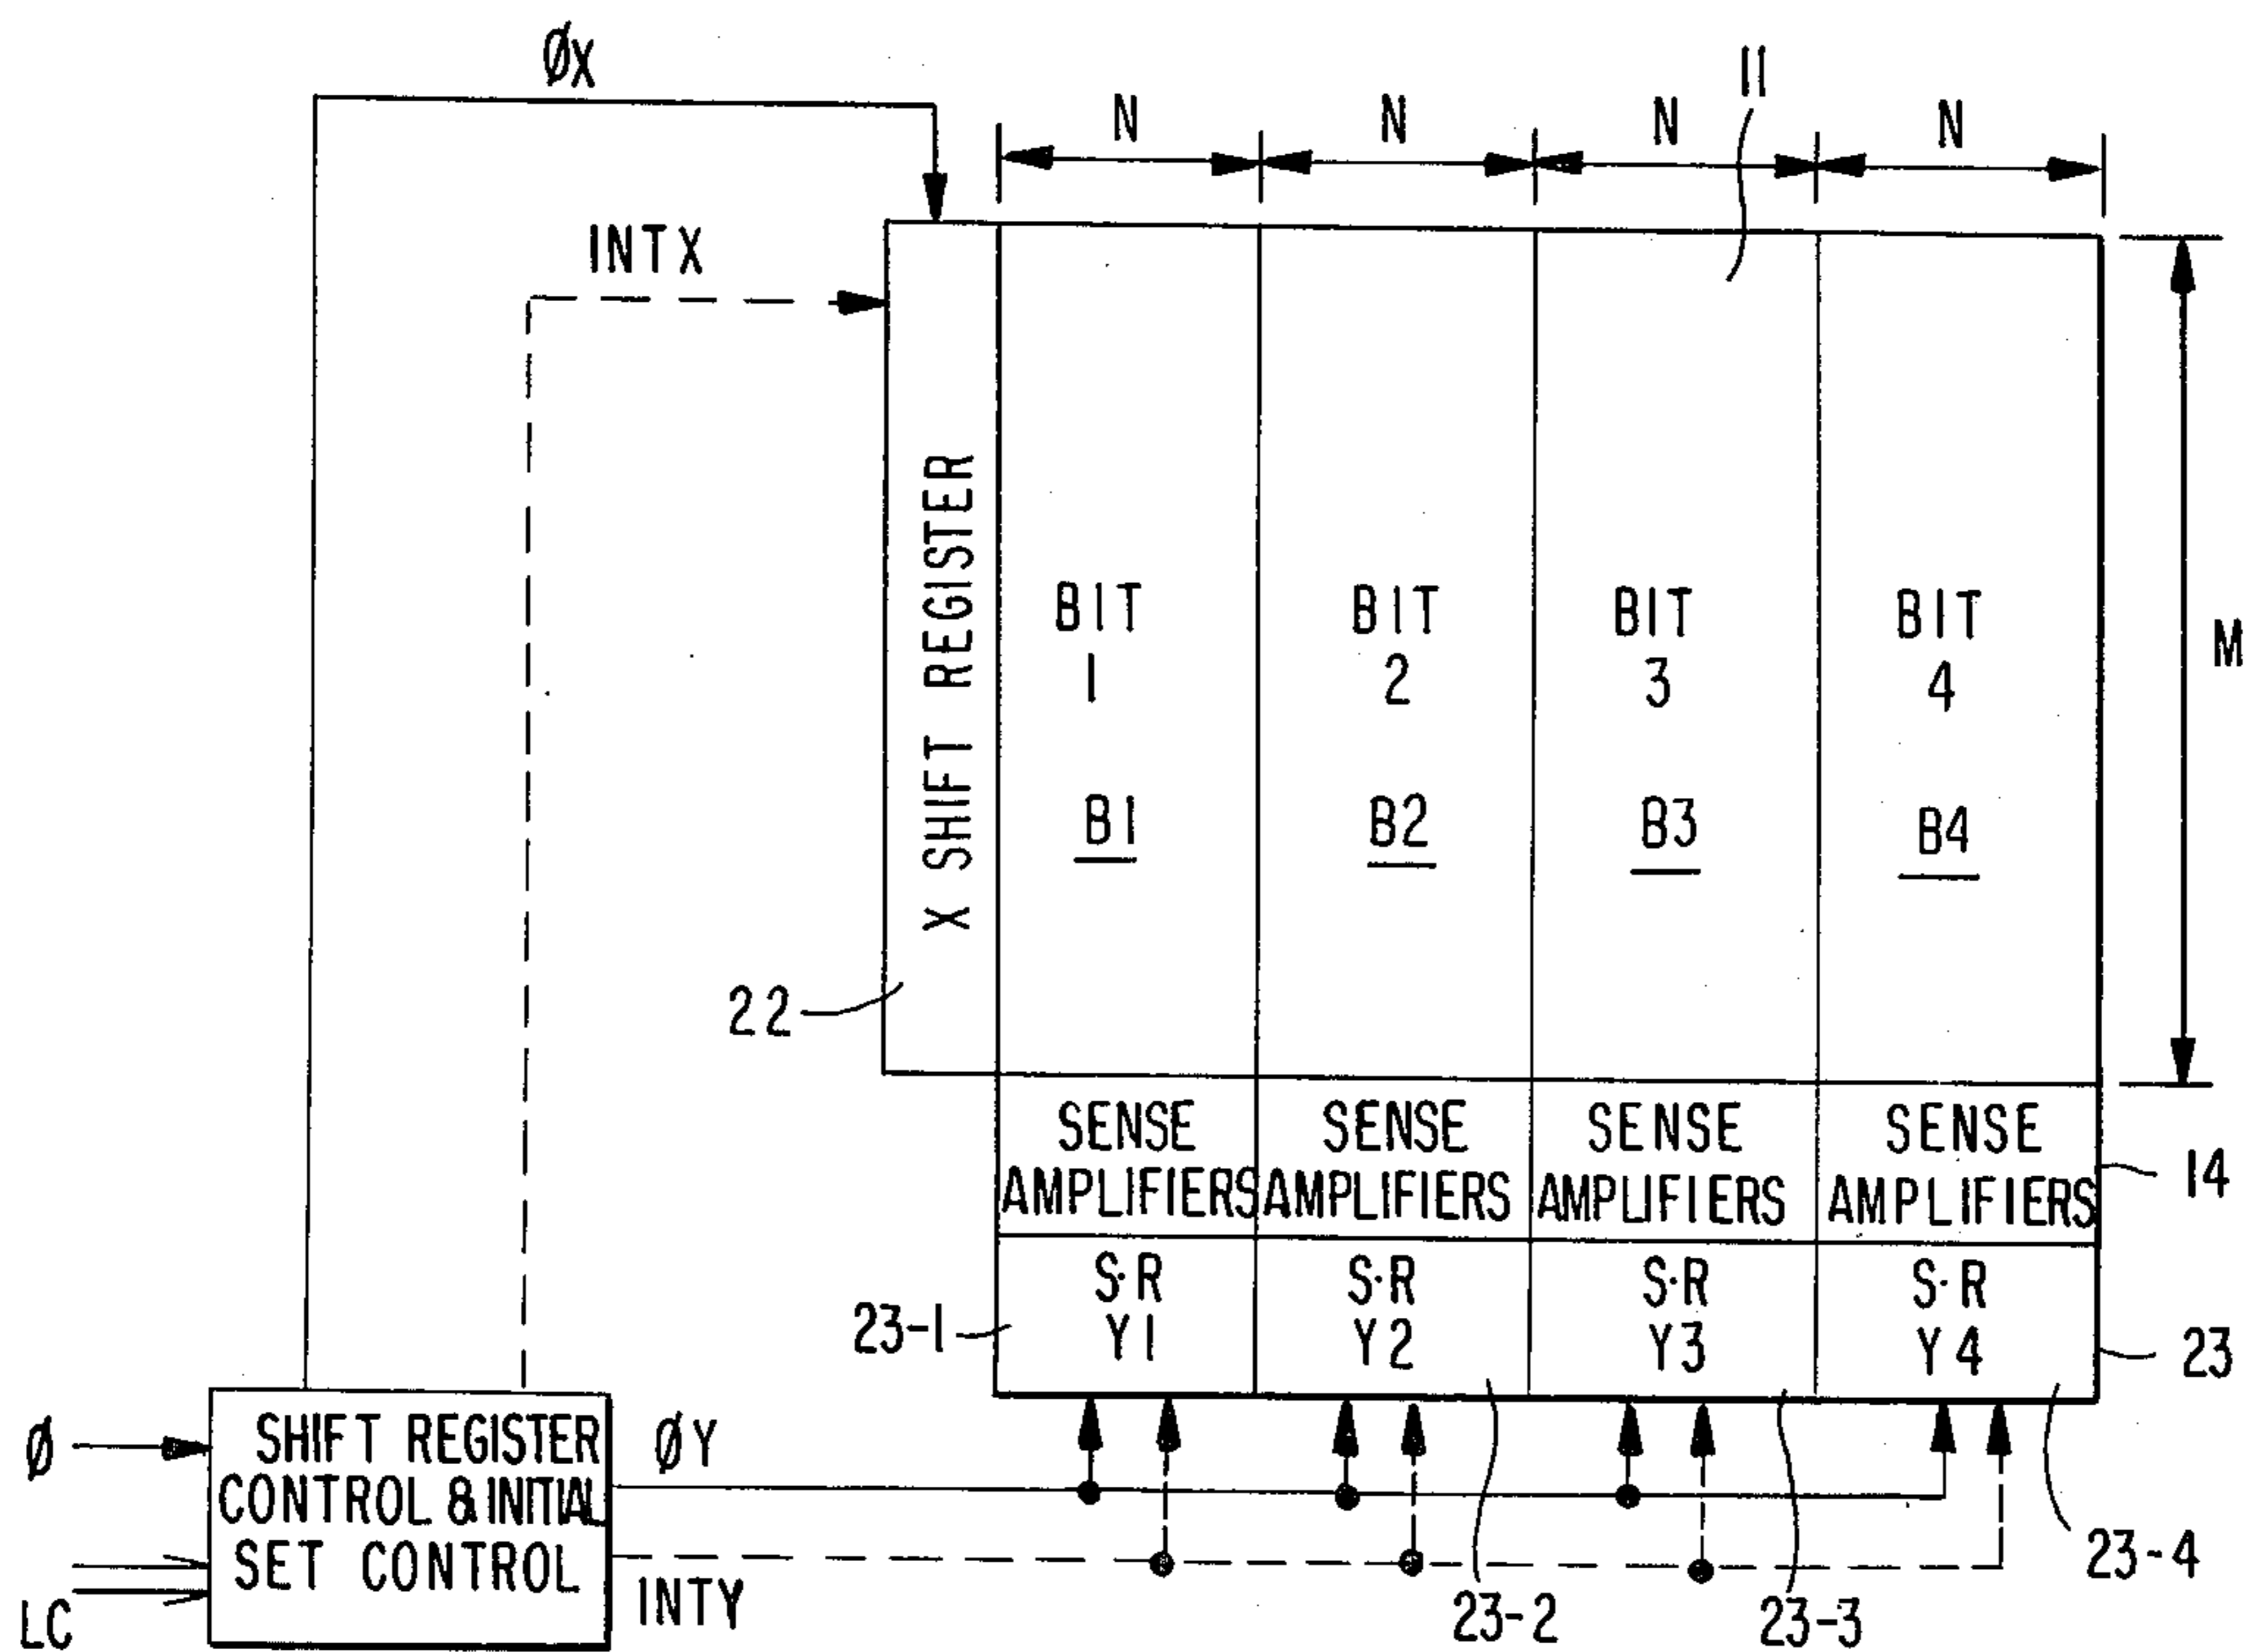 ØX
11
N N N N
INTX
X SHIFT REGISTER
BIT 1
BIT 2
BIT 3
BIT 4
M
B1
B2
B3
B4
22
SENSE AMPLIFIERS
SENSE AMPLIFIERS
SENSE AMPLIFIERS
SENSE AMPLIFIERS
14
S·R Y1
S·R Y2
S·R Y3
S·R Y4
23-1
23
Ø
SHIFT REGISTER
CONTROL & INITIAL
SET CONTROL
ØY
INTY
LC
23-2
23-3
23-4